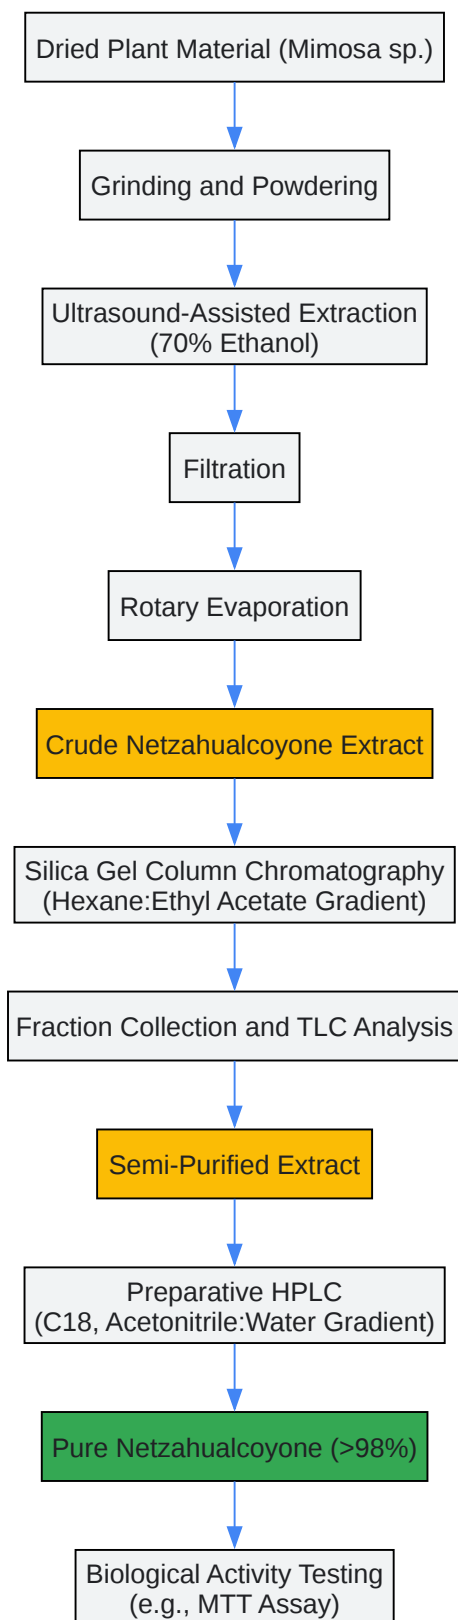 Dried Plant Material (Mimosa sp.)
Grinding and Powdering
Ultrasound-Assisted Extraction
(70% Ethanol)
Filtration
Rotary Evaporation
Crude Netzahualcoyone Extract
Silica Gel Column Chromatography
(Hexane:Ethyl Acetate Gradient)
Fraction Collection and TLC Analysis
Semi-Purified Extract
Preparative HPLC
(C18, Acetonitrile:Water Gradient)
Pure Netzahualcoyone (>98%)
Biological Activity Testing
(e.g., MTT Assay)